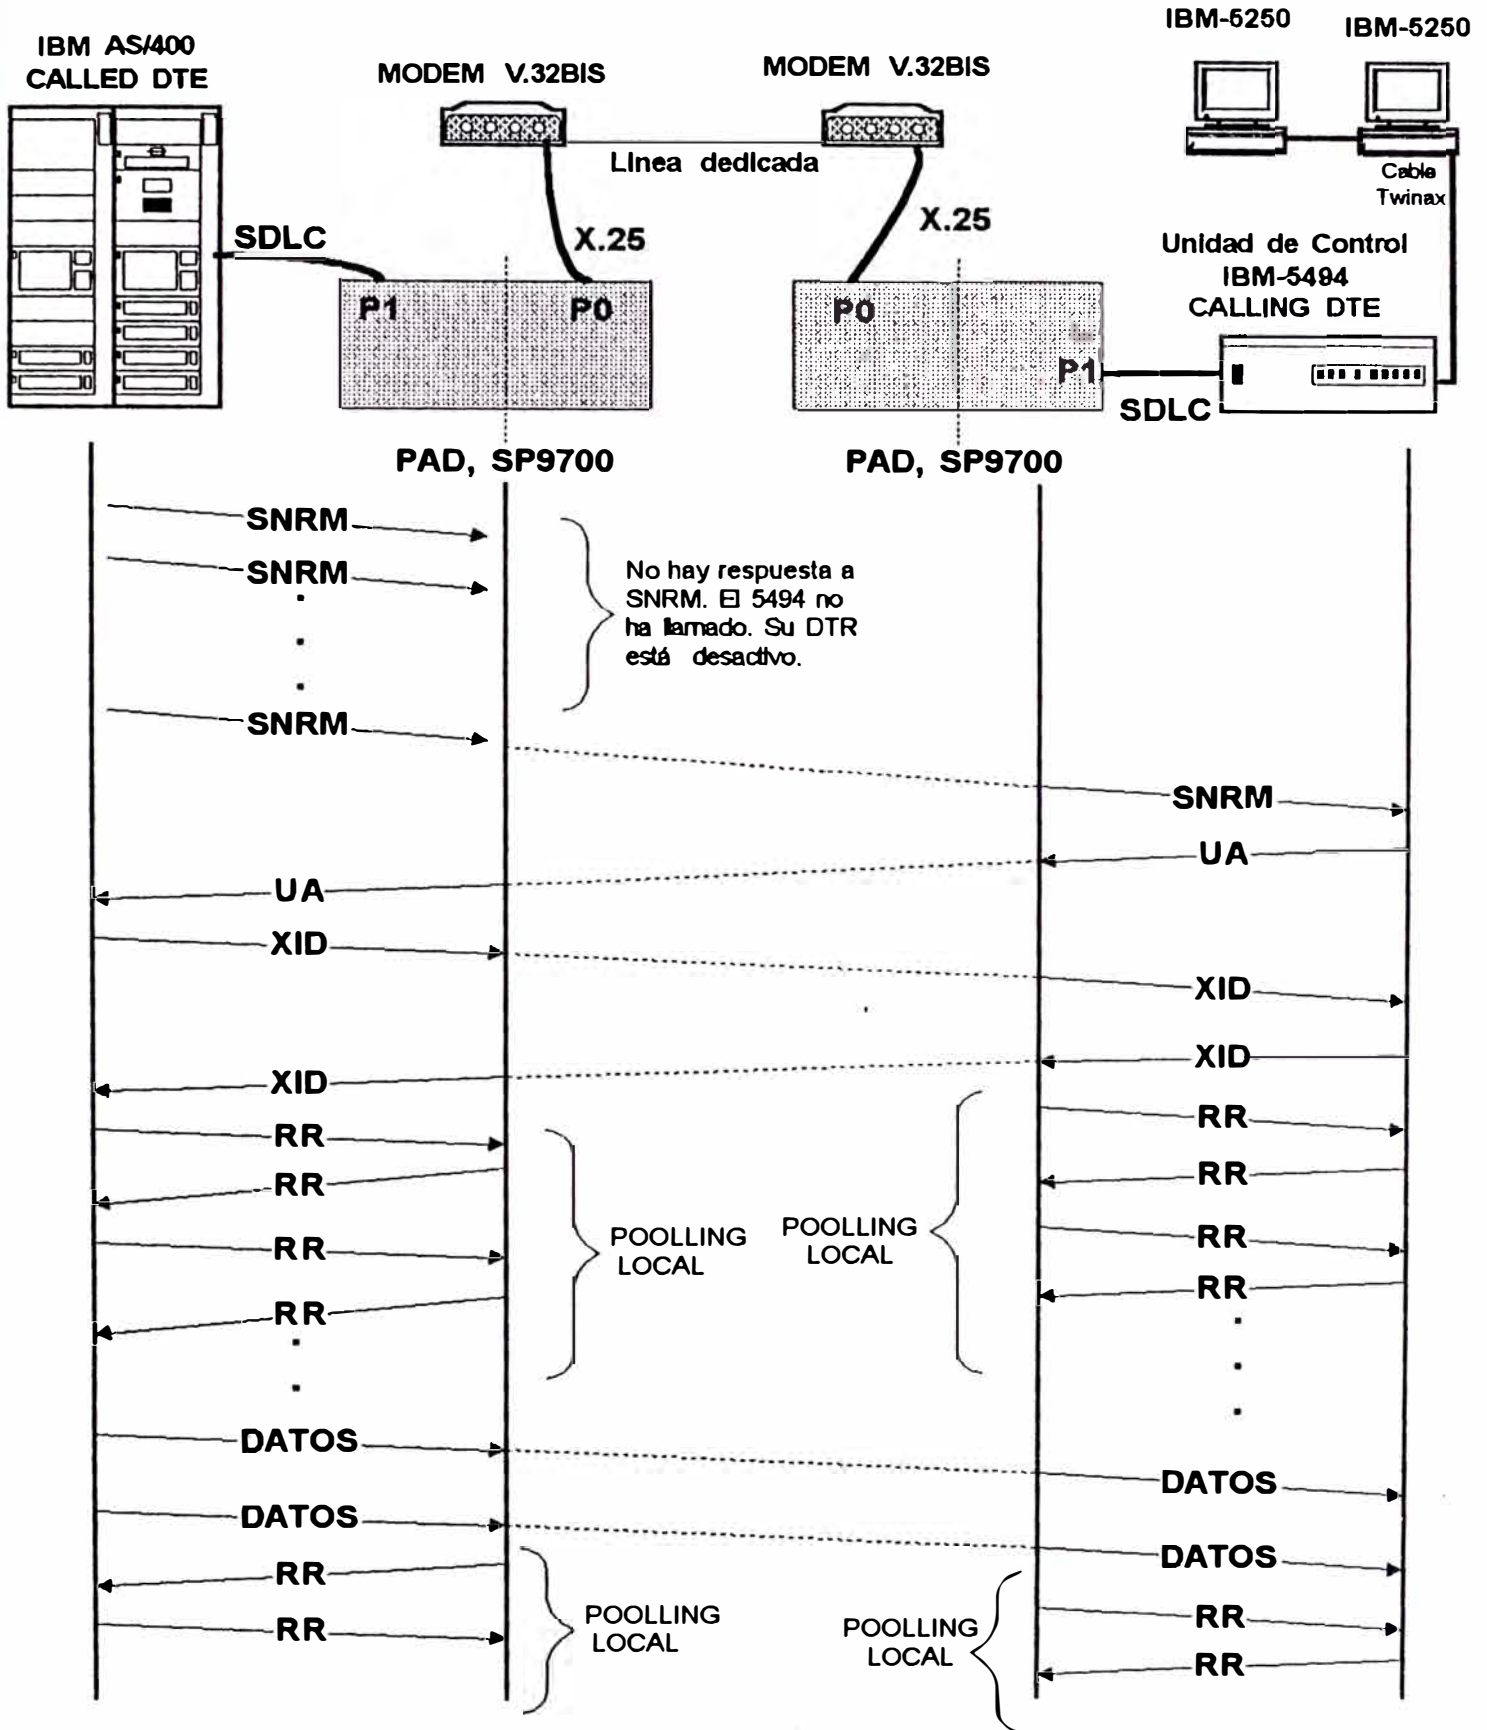 IBM AS/400
CALLED DTE
MODEM V.32BIS
MODEM V.32BIS
IBM-5250
IBM-5250
Linea dedicada
Cable
Twinax
SDLC
X.25
X.25
Unidad de Control
IBM-5494
CALLING DTE
P1
P0
P0
P1
SDLC
PAD, SP9700
PAD, SP9700
SNRM
SNRM
No hay respuesta a
SNRM. El 5494 no
ha llamado. Su DTR
está desactivo.
SNRM
SNRM
UA
UA
XID
XID
XID
XID
RR
RR
RR
RR
RR
RR
RR
RR
POOLLING
LOCAL
POOLLING
LOCAL
DATOS
DATOS
DATOS
DATOS
RR
RR
POOLLING
LOCAL
POOLLING
LOCAL
RR
RR